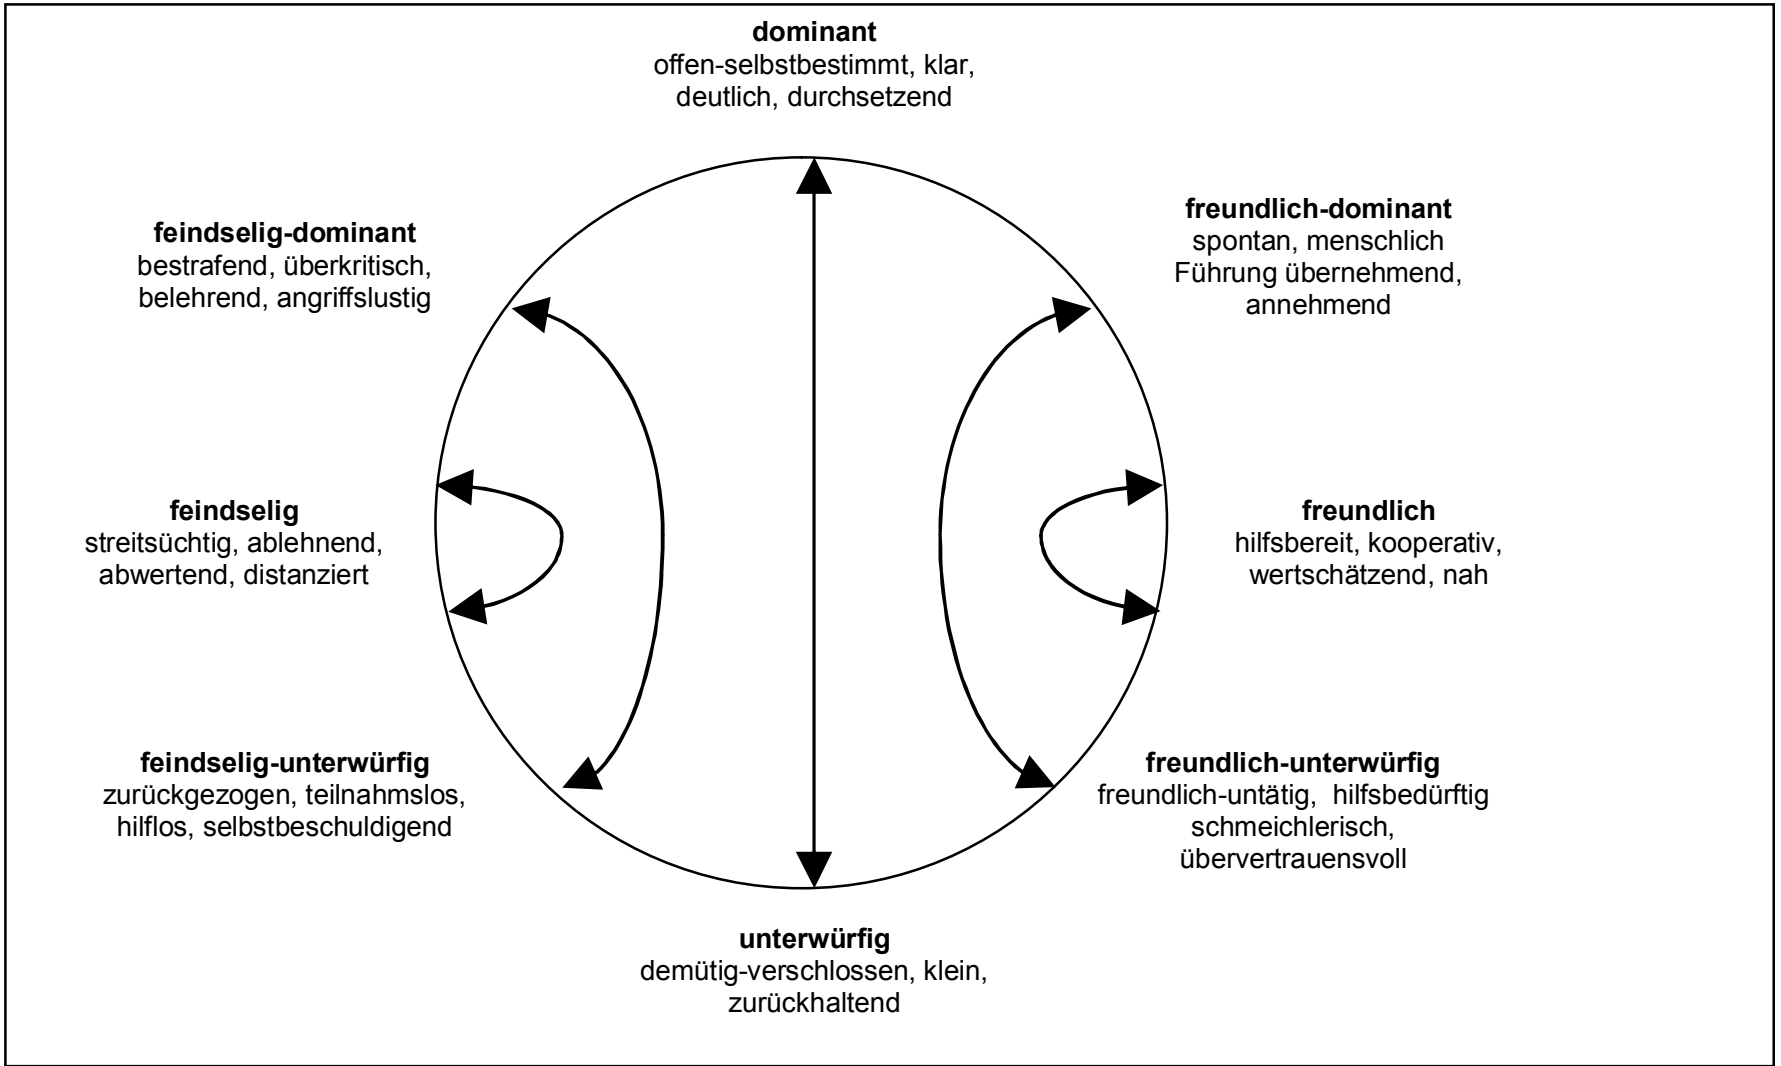 dominant
offen-selbstbestimmt, klar,
deutlich, durchsetzend
feindselig-dominant
bestrafend, überkritisch,
belehrend, angriffslustig
freundlich-dominant
spontan, menschlich
Führung übernehmend,
annehmend
feindselig
streitsüchtig, ablehnend,
abwertend, distanziert
freundlich
hilfsbereit, kooperativ,
wertschätzend, nah
feindselig-unterwürfig
zurückgezogen, teilnahmslos,
hilflos, selbstbeschuldigend
freundlich-unterwürfig
freundlich-untätig, hilfsbedürftig
schmeichlerisch,
übervertrauensvoll
unterwürfig
demütig-verschlossen, klein,
zurückhaltend